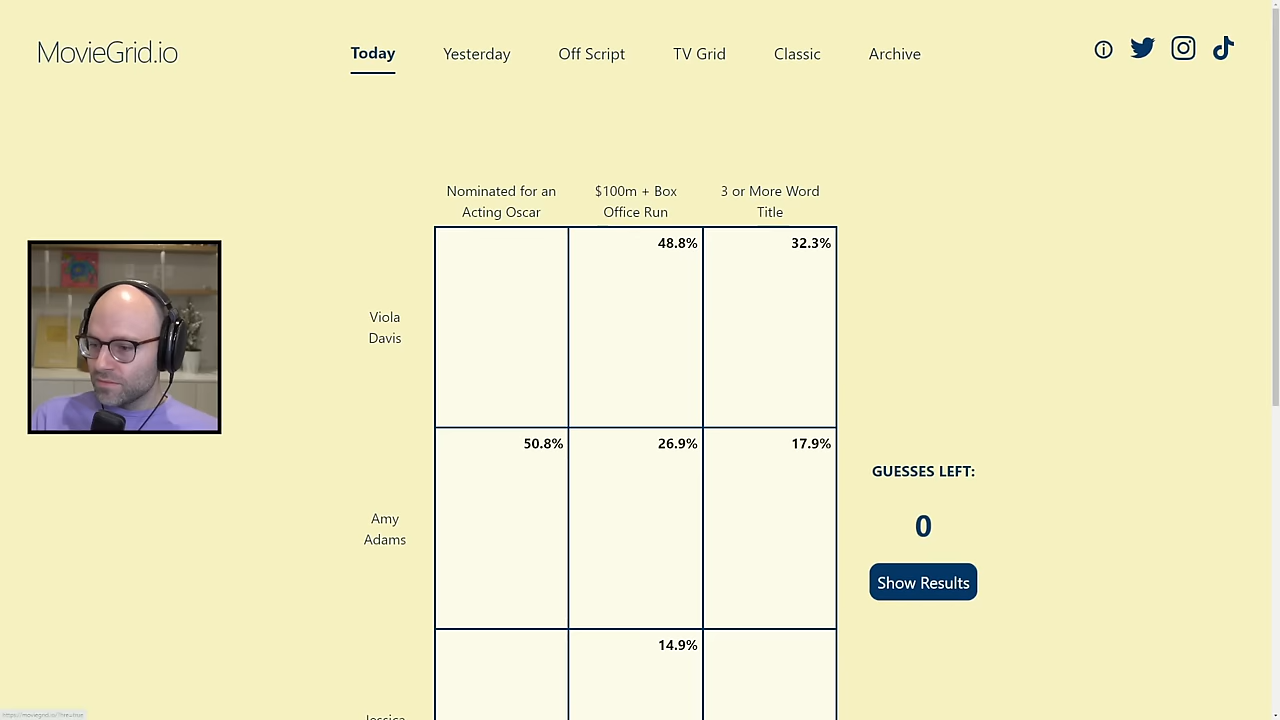 MovieGrid.io
Today
Yesterday
Off Script
TV Grid
Classic
Archive
Nominated for an
Acting Oscar
$100m + Box
Office Run
3 or More Word
Title
48.8%
32.3%
Viola
Davis
50.8%
26.9%
17.9%
Amy
Adams
GUESSES LEFT:
0
Show Results
14.9%
Jessica